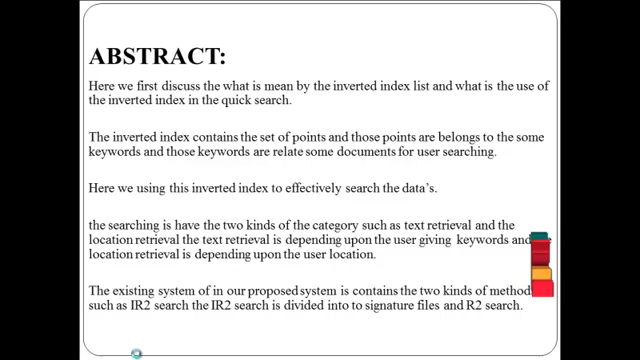 ABSTRACT:
Here we first discuss the what is mean by the inverted index list and what is the use of
the inverted index in the quick search.
The inverted index contains the set of points and those points are belongs to the some
keywords and those keywords are relate some documents for user searching.
Here we using this inverted index to effectively search the data's.
the searching is have the two kinds of the category such as text retrieval and the
location retrieval the text retrieval is depending upon the user giving keywords and
location retrieval is depending upon the user location.
The existing system of in our proposed system is contains the two kinds of method
such as IR2 search the IR2 search is divided into to signature files and R2 search.